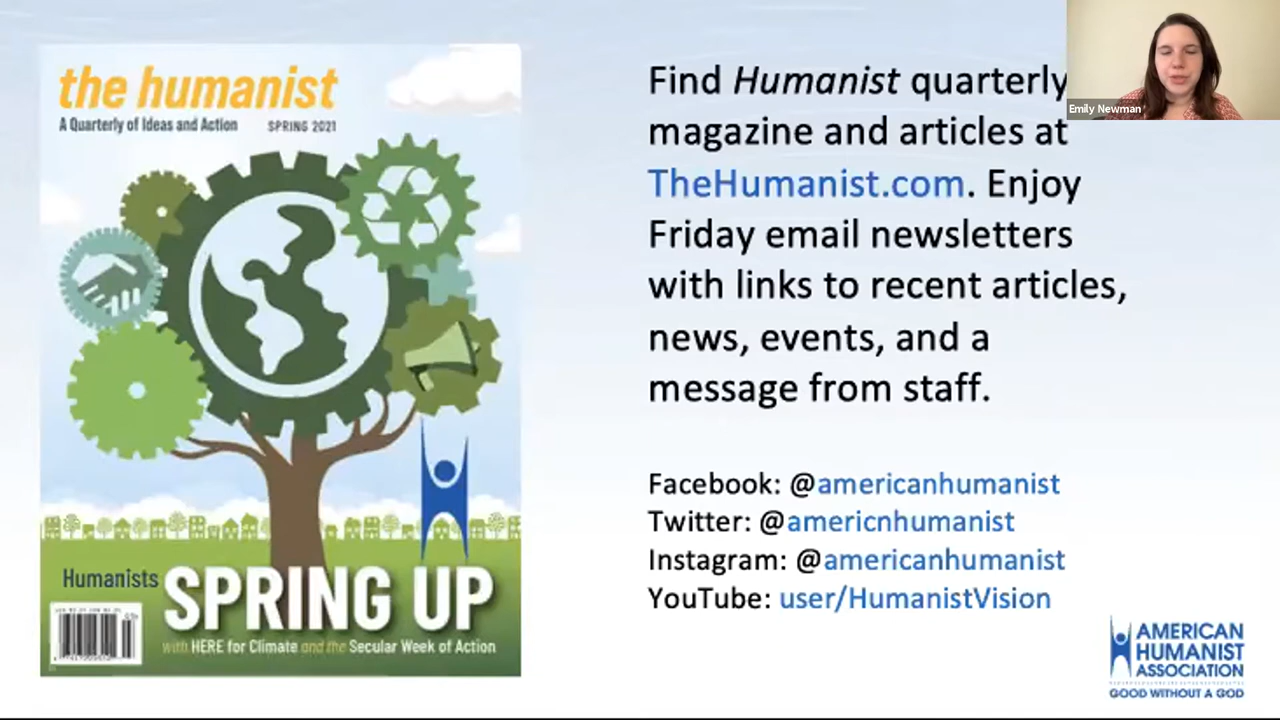 the humanist
A Quarterly of Ideas and Action SPRING 2021
Humanists SPRING UP
with HERE for Climate and the Secular Week of Action
Find Humanist quarterly
magazine and articles at
TheHumanist.com. Enjoy
Friday email newsletters
with links to recent articles,
news, events, and a
message from staff.
Facebook: @americanhumanist
Twitter: @americnhumanist
Instagram: @americanhumanist
YouTube: user/HumanistVision
Emily Newman
AMERICAN
HUMANIST
ASSOCIATION
GOOD WITHOUT A GOD